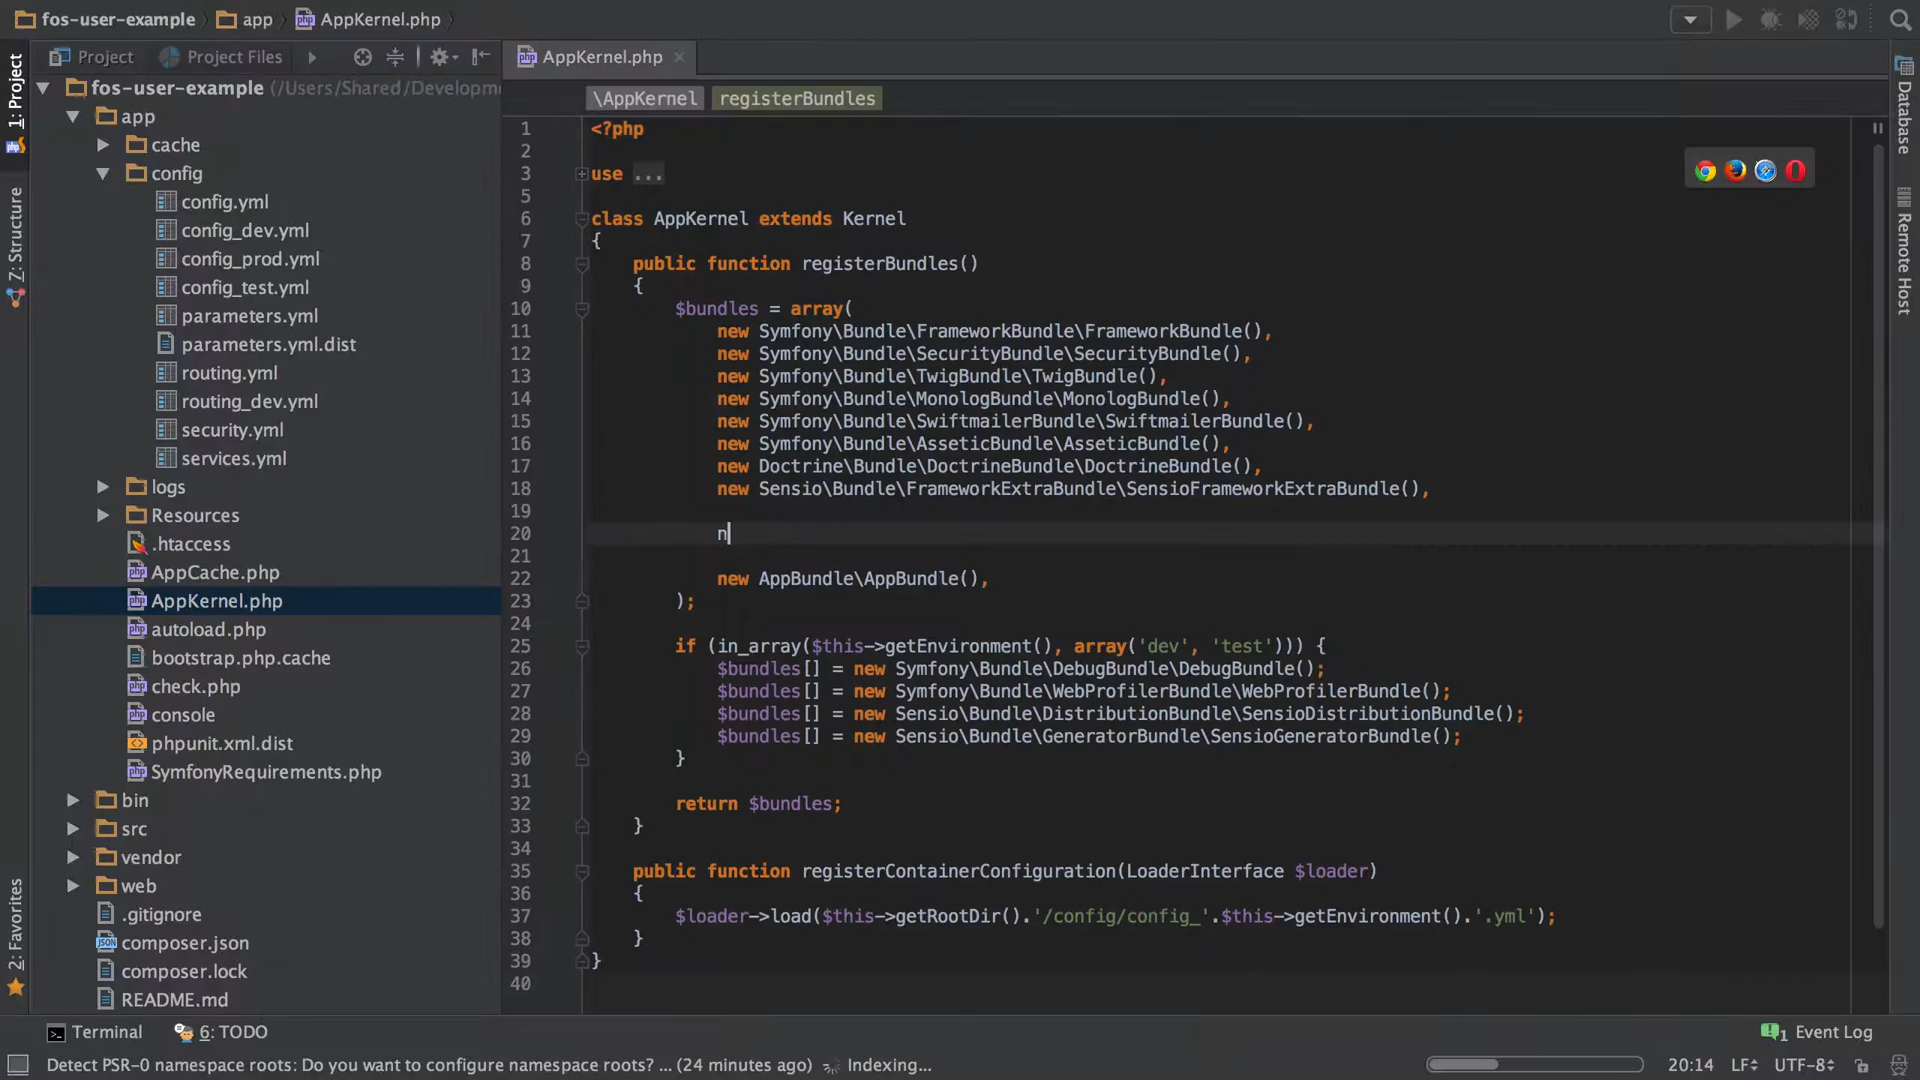 fos-user-example app AppKernel.php
Project Project Files
AppKernel.php
1: Project
Z: Structure
2: Favorites
Database
Remote Host
fos-user-example (/Users/Shared/Developm
app
cache
config
config.yml
config_dev.yml
config_prod.yml
config_test.yml
parameters.yml
parameters.yml.dist
routing.yml
routing_dev.yml
security.yml
services.yml
logs
Resources
.htaccess
AppCache.php
AppKernel.php
autoload.php
bootstrap.php.cache
check.php
console
phpunit.xml.dist
SymfonyRequirements.php
bin
src
vendor
web
.gitignore
composer.json
composer.lock
README.md
\AppKernel registerBundles
1 <?php
2
3 use ...
5
6 class AppKernel extends Kernel
7 {
8 public function registerBundles()
9 {
10 $bundles = array(
11 new Symfony\Bundle\FrameworkBundle\FrameworkBundle(),
12 new Symfony\Bundle\SecurityBundle\SecurityBundle(),
13 new Symfony\Bundle\TwigBundle\TwigBundle(),
14 new Symfony\Bundle\MonologBundle\MonologBundle(),
15 new Symfony\Bundle\SwiftmailerBundle\SwiftmailerBundle(),
16 new Symfony\Bundle\AsseticBundle\AsseticBundle(),
17 new Doctrine\Bundle\DoctrineBundle\DoctrineBundle(),
18 new Sensio\Bundle\FrameworkExtraBundle\SensioFrameworkExtraBundle(),
19
20 n
21
22 new AppBundle\AppBundle(),
23 );
24
25 if (in_array($this->getEnvironment(), array('dev', 'test'))) {
26 $bundles[] = new Symfony\Bundle\DebugBundle\DebugBundle();
27 $bundles[] = new Symfony\Bundle\WebProfilerBundle\WebProfilerBundle();
28 $bundles[] = new Sensio\Bundle\DistributionBundle\SensioDistributionBundle();
29 $bundles[] = new Sensio\Bundle\GeneratorBundle\SensioGeneratorBundle();
30 }
31
32 return $bundles;
33 }
34
35 public function registerContainerConfiguration(LoaderInterface $loader)
36 {
37 $loader->load($this->getRootDir().'/config/config_'.$this->getEnvironment().'.yml');
38 }
39 }
40
Terminal 6: TODO 1 Event Log
Detect PSR-0 namespace roots: Do you want to configure namespace roots? ... (24 minutes ago) Indexing... 20:14 LF UTF-8